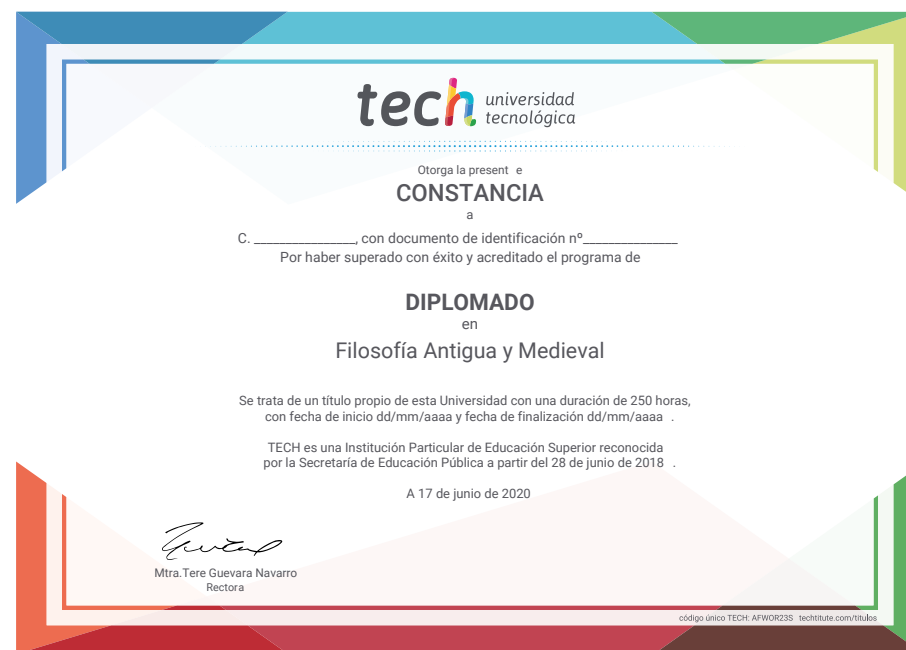 tech universidad
tecnológica
Otorga la present e
CONSTANCIA
a
C. ________________, con documento de identificación nº_______________
Por haber superado con éxito y acreditado el programa de
DIPLOMADO
en
Filosofía Antigua y Medieval
Se trata de un título propio de esta Universidad con una duración de 250 horas,
con fecha de inicio dd/mm/aaaa y fecha de finalización dd/mm/aaaa .
TECH es una Institución Particular de Educación Superior reconocida
por la Secretaría de Educación Pública a partir del 28 de junio de 2018 .
A 17 de junio de 2020
Mtra.Tere Guevara Navarro
Rectora
código único TECH: AFWOR23S techtitute.com/titulos